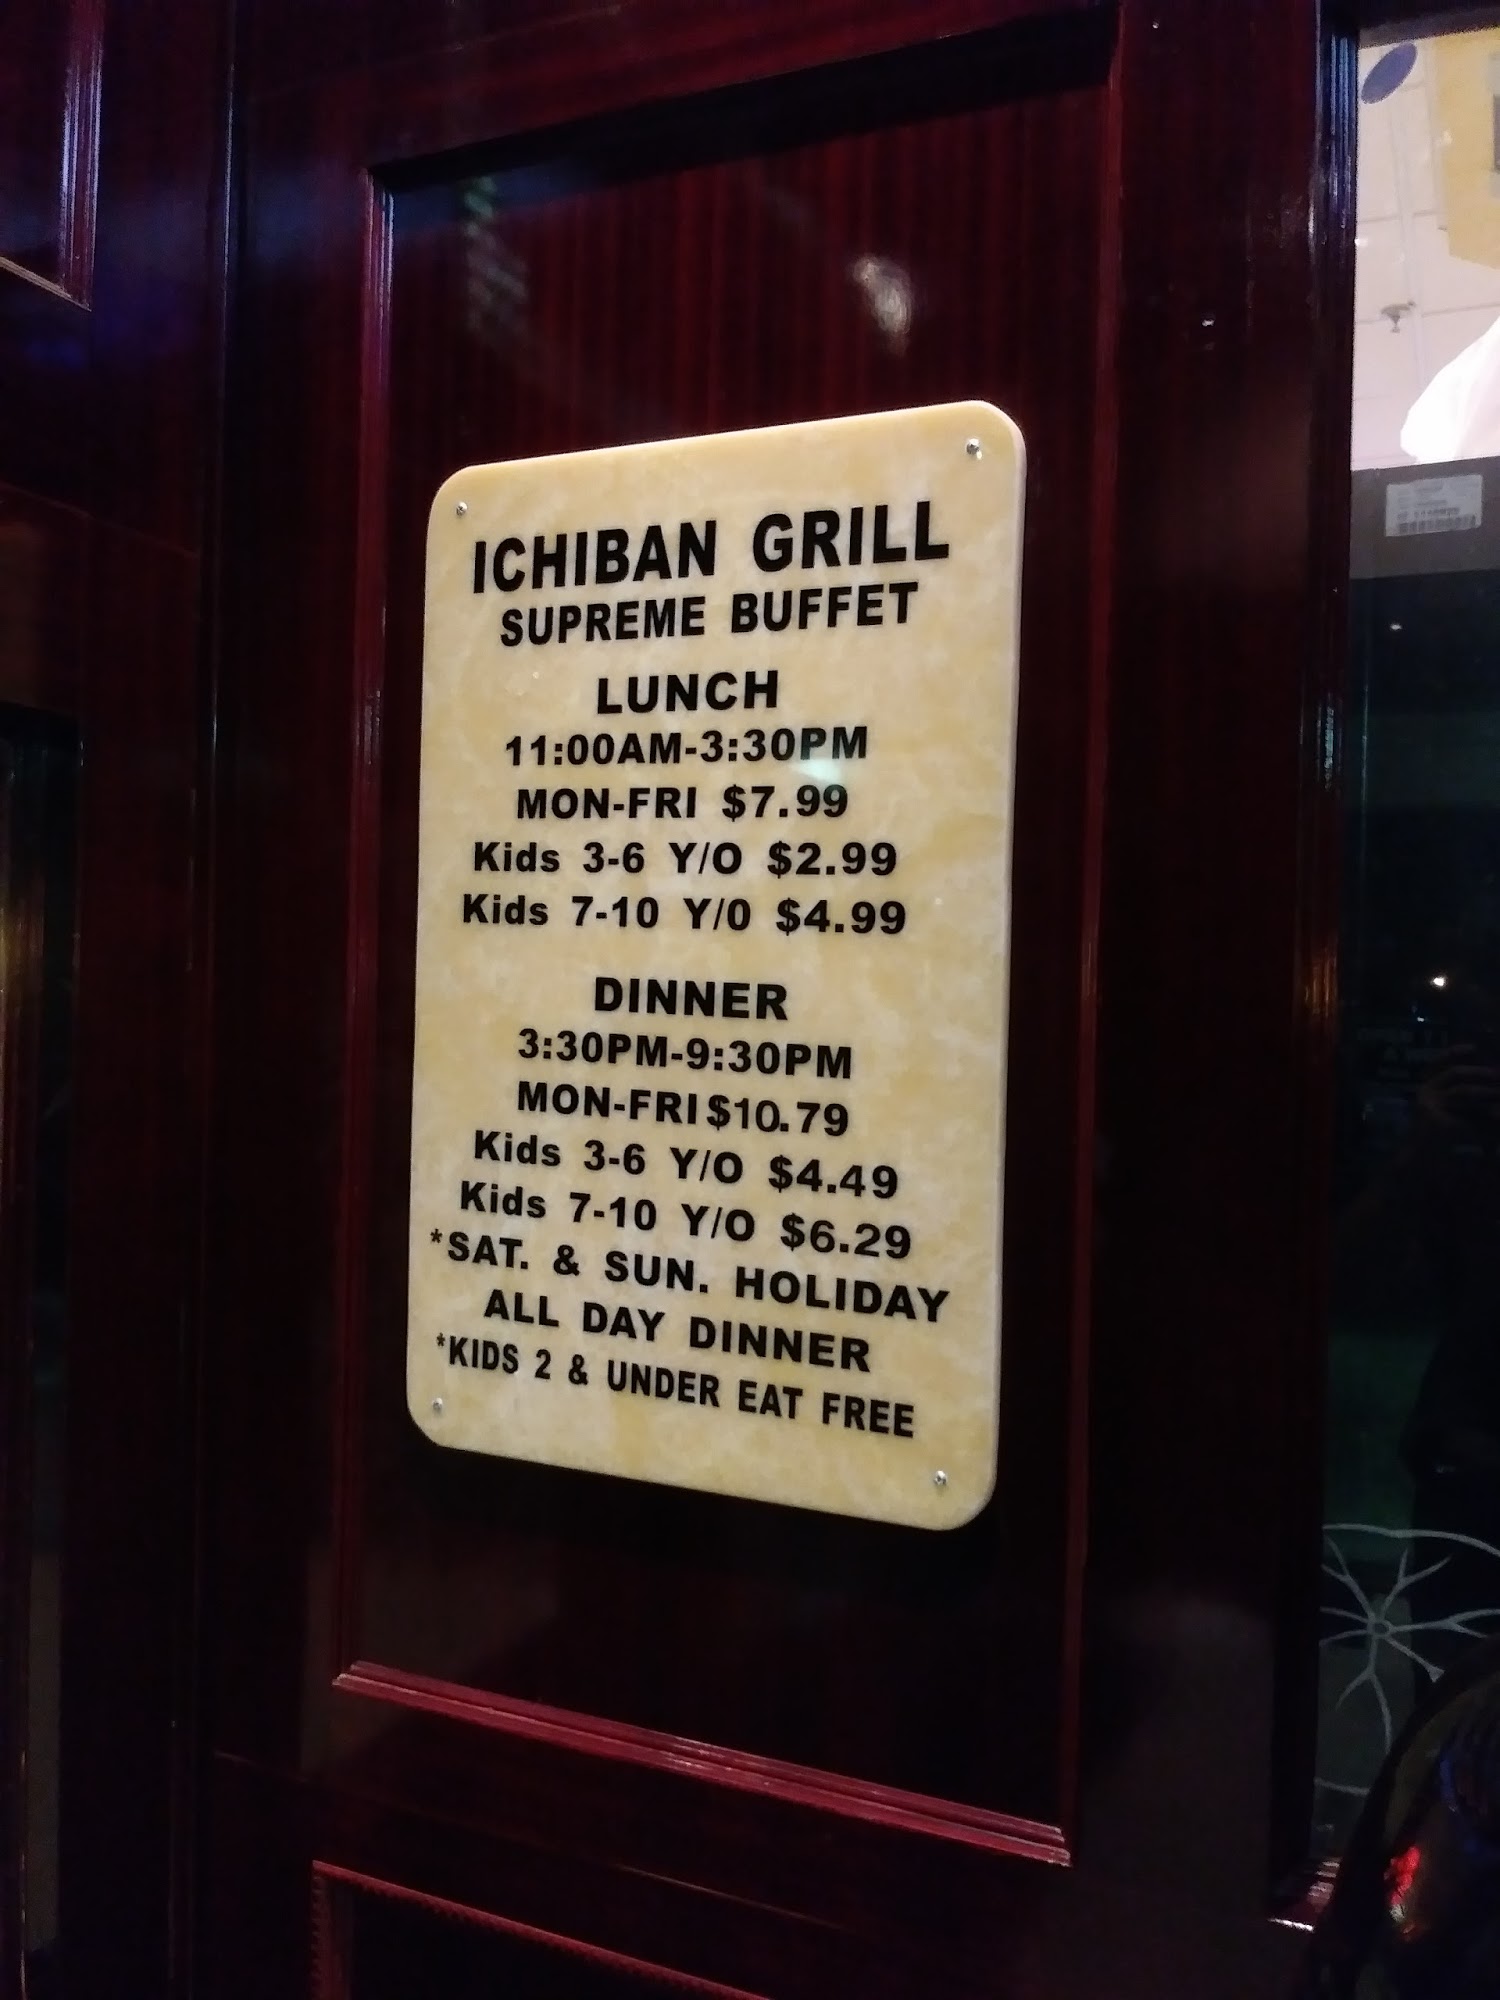 ICHIBAN GRILL
SUPREME BUFFET
LUNCH
11:00AM-3:30PM
MON-FRI $7.99
Kids 3-6 Y/O $2.99
Kids 7-10 Y/0 $4.99
DINNER
3:30PM-9:30PM
MON-FRI $10.79
Kids 3-6 Y/O $4.49
Kids 7-10 Y/O $6.29
*SAT. & SUN. HOLIDAY
ALL DAY DINNER
*KIDS 2 & UNDER EAT FREE